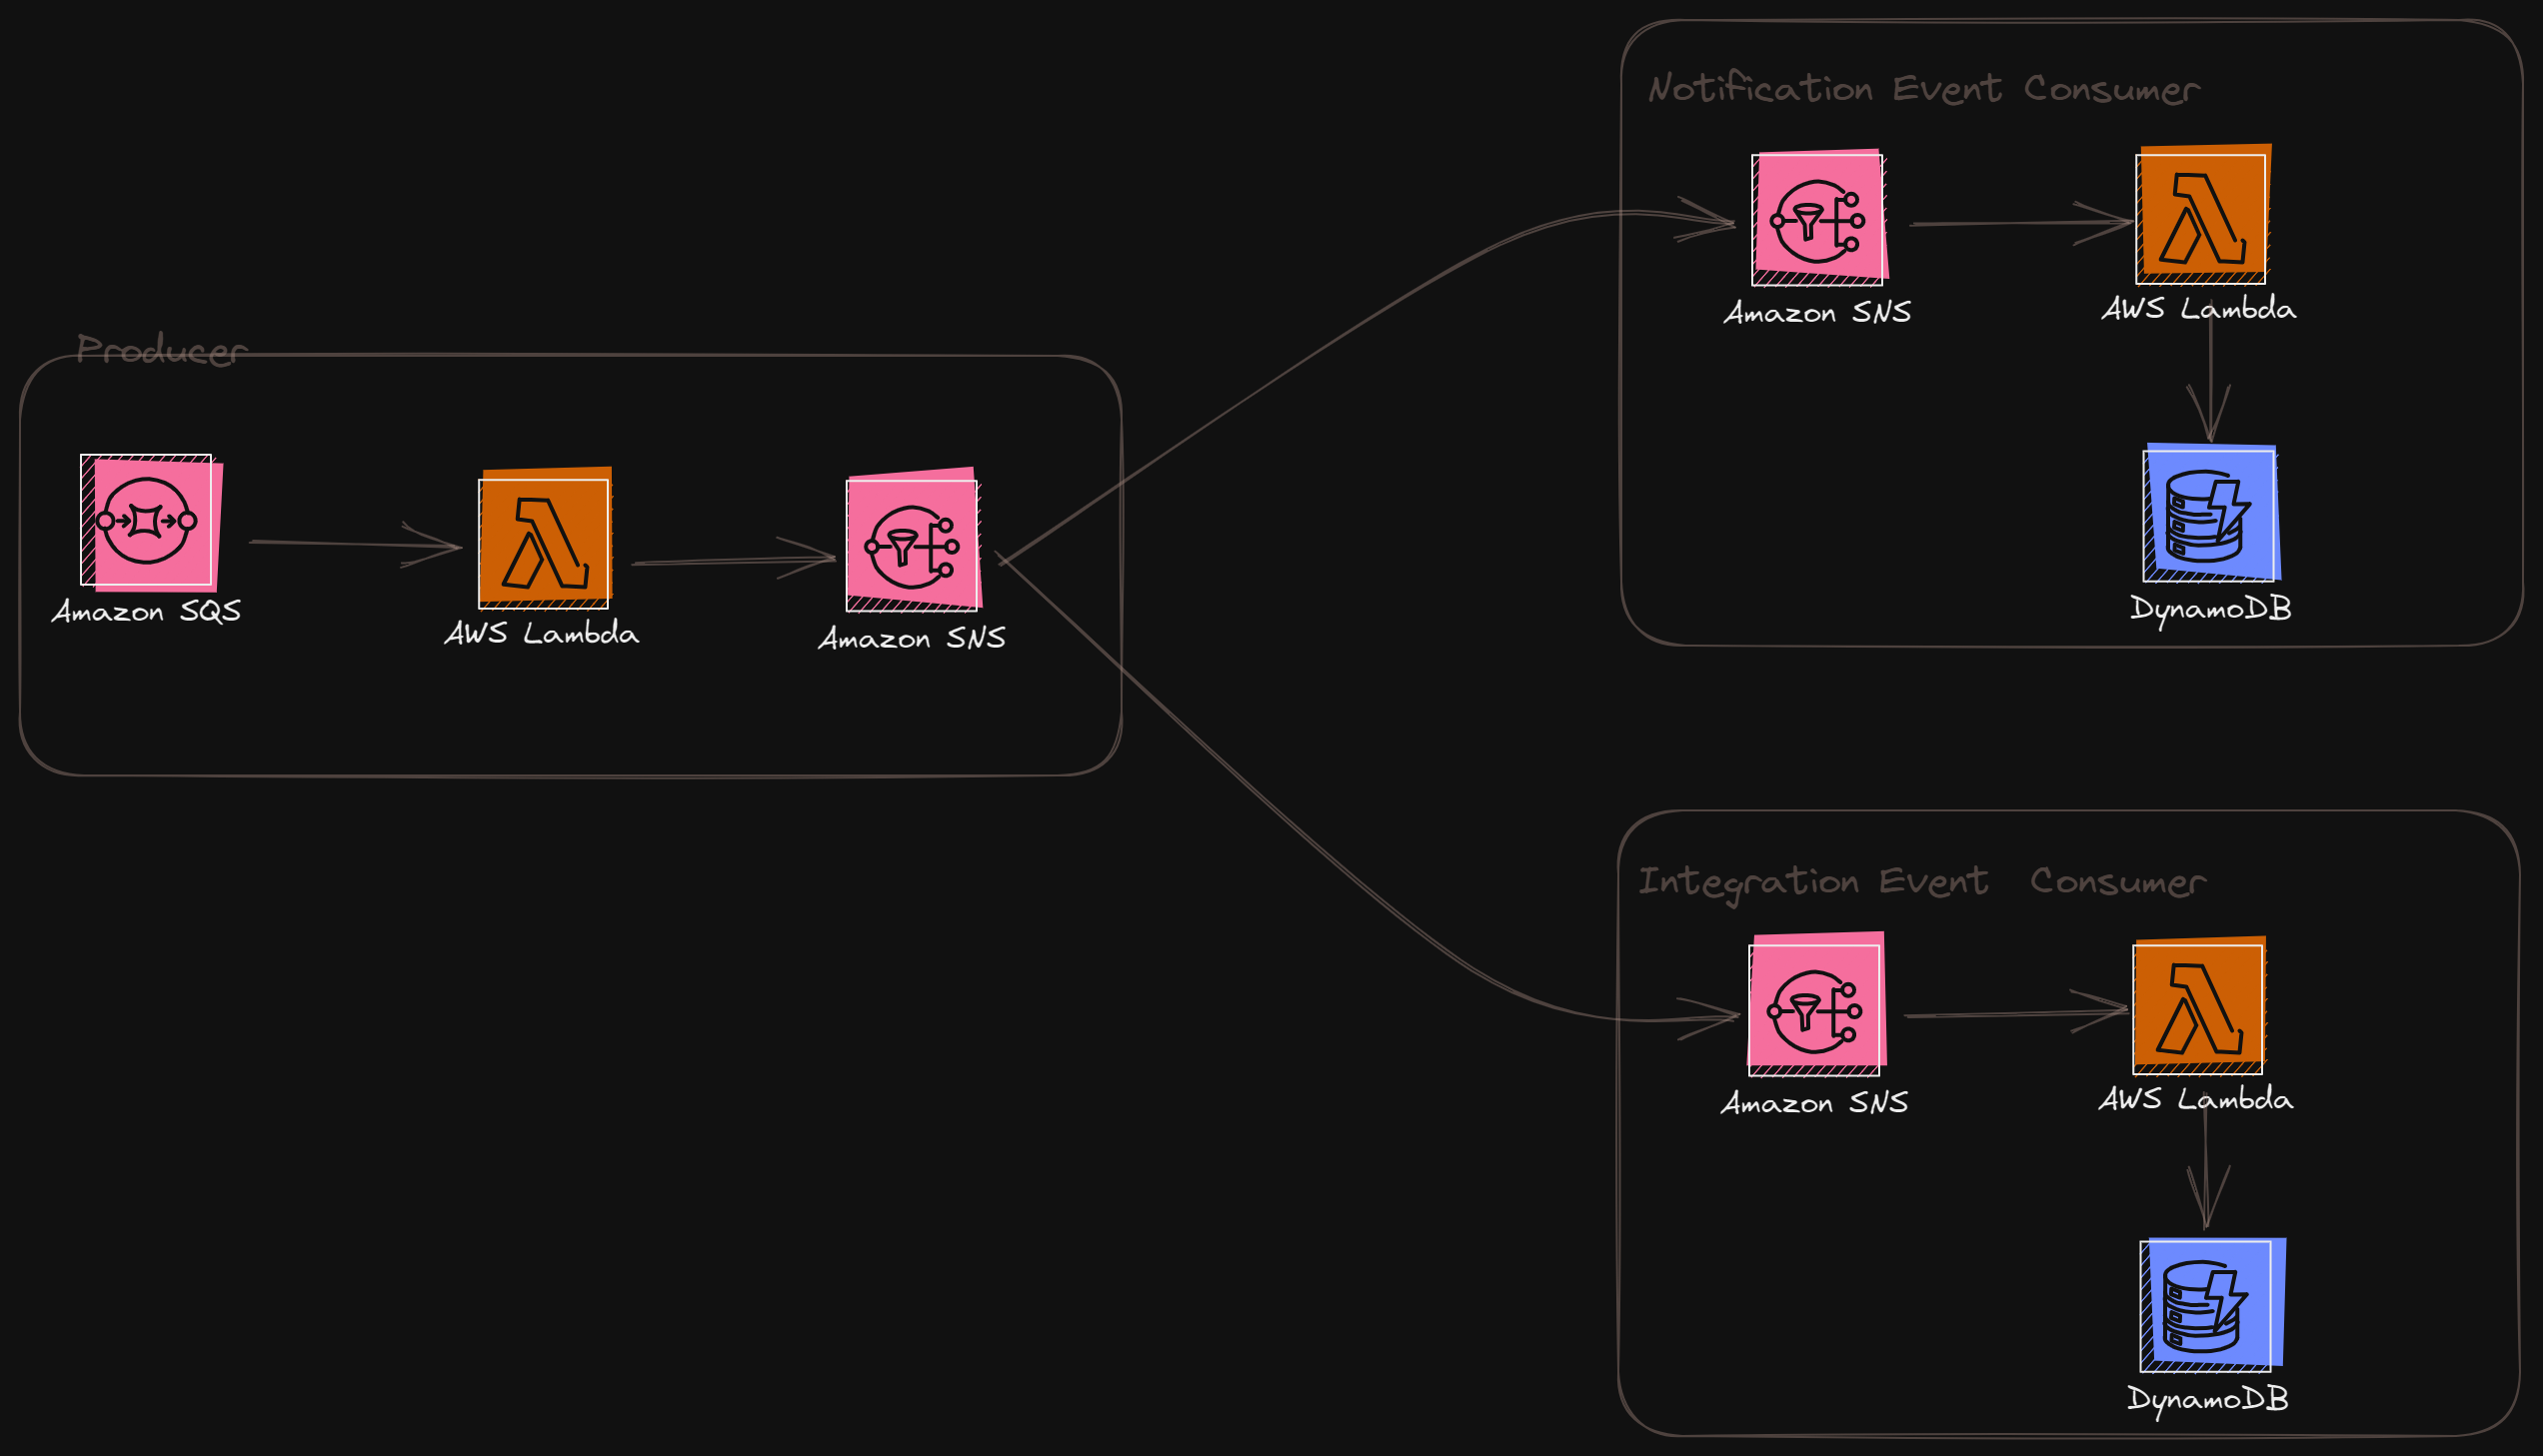 Notification Event Consumer
Amazon SNS
AWS Lambda
DynamoDB
Producer
Amazon SQS
AWS Lambda
Amazon SNS
Integration Event Consumer
Amazon SNS
AWS Lambda
DynamoDB